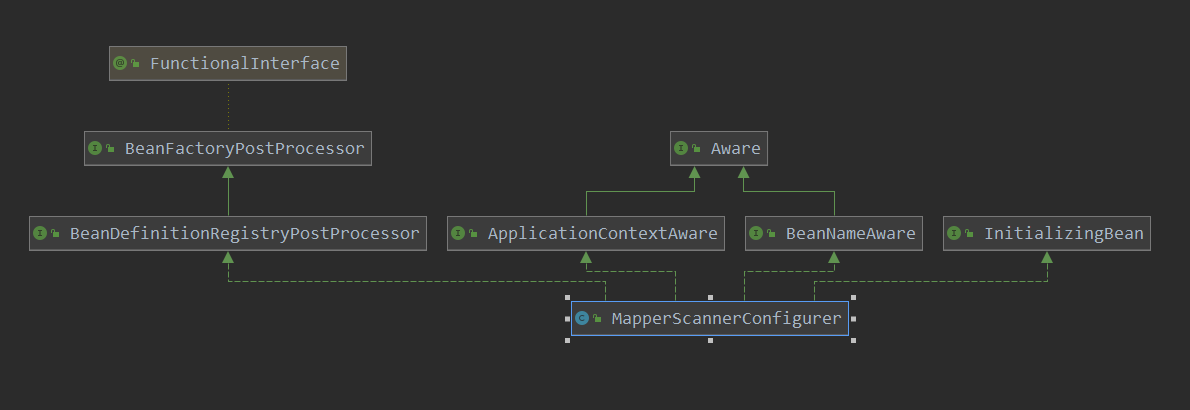 FunctionalInterface
BeanFactoryPostProcessor
Aware
BeanDefinitionRegistryPostProcessor
ApplicationContextAware
BeanNameAware
InitializingBean
MapperScannerConfigurer